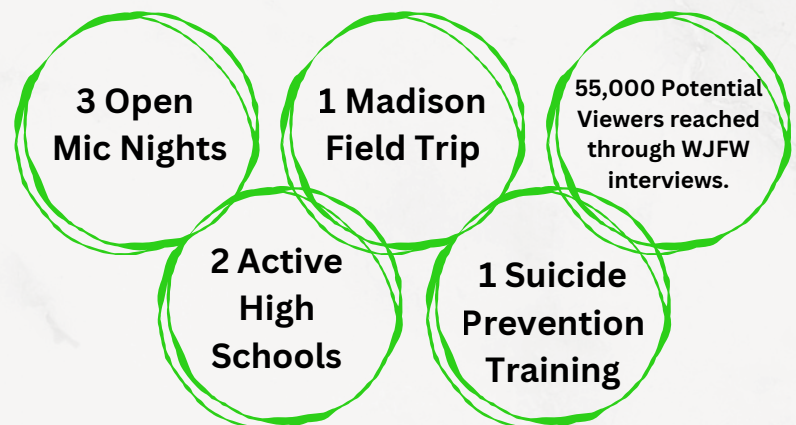 3 Open
Mic Nights
1 Madison
Field Trip
55,000 Potential
Viewers reached
through WJFW
interviews.
2 Active
High
Schools
1 Suicide
Prevention
Training